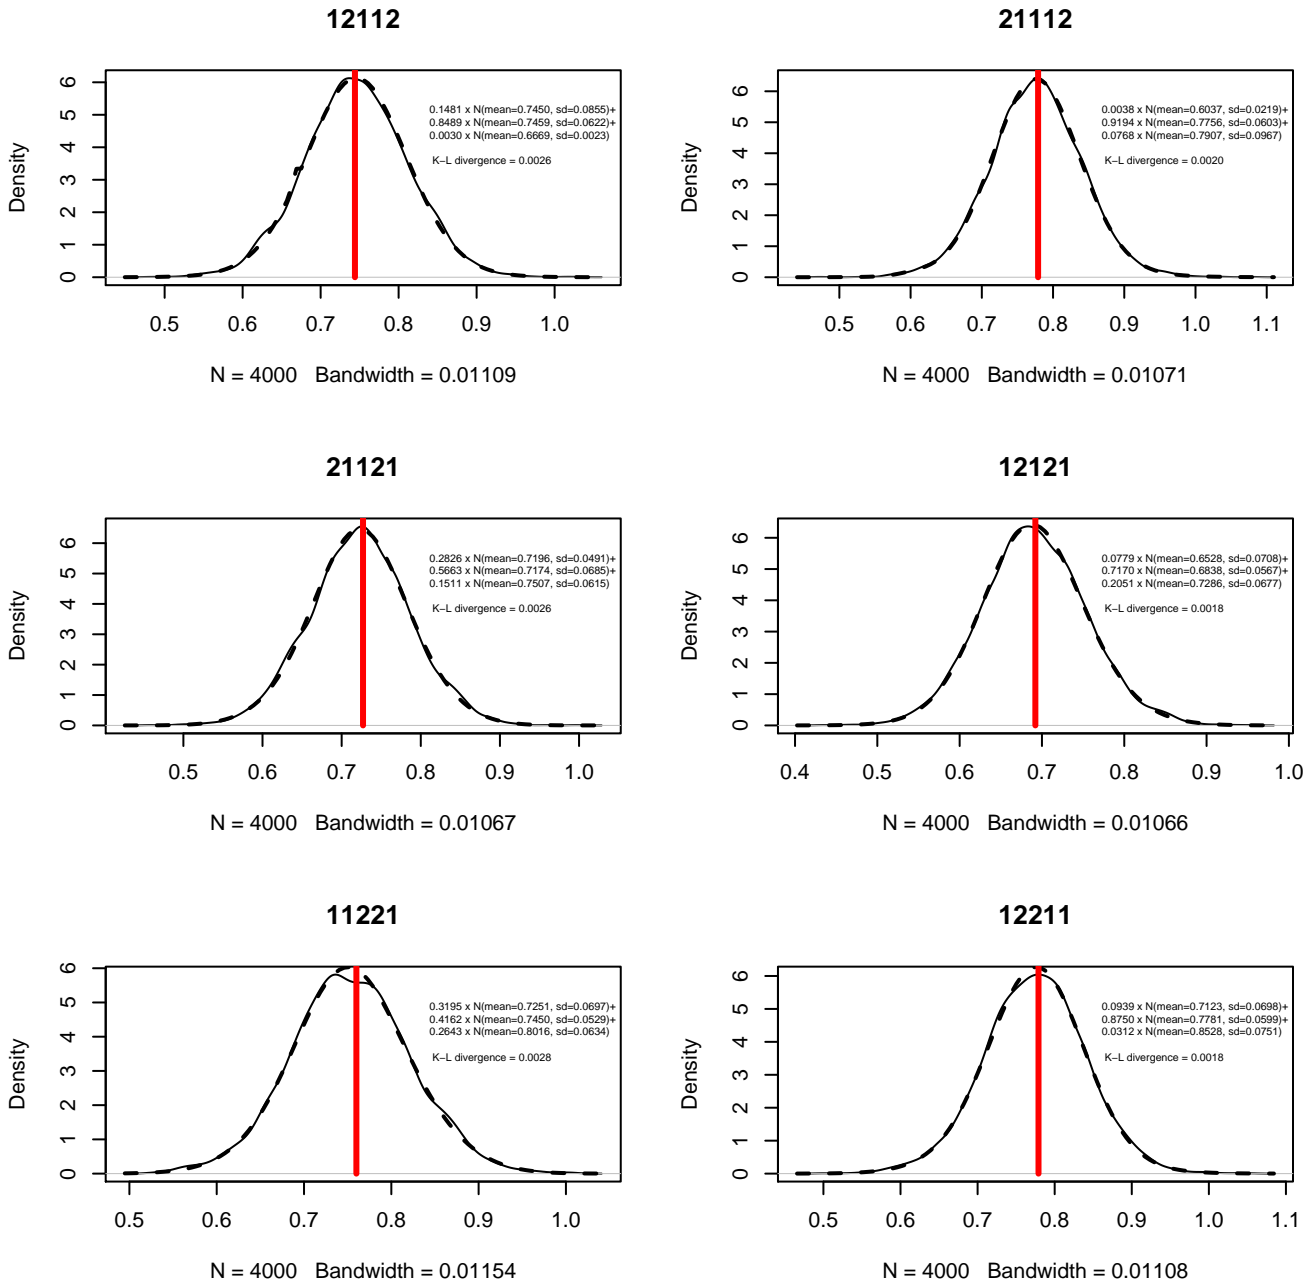 12112
Density
0 1 2 3 4 5 6
0.1481 x N(mean=0.7450, sd=0.0855)+
0.8489 x N(mean=0.7459, sd=0.0622)+
0.0030 x N(mean=0.6669, sd=0.0023)
K−L divergence = 0.0026
0.5 0.6 0.7 0.8 0.9 1.0
N = 4000 Bandwidth = 0.01109
21112
Density
0 1 2 3 4 5 6
0.0038 x N(mean=0.6037, sd=0.0219)+
0.9194 x N(mean=0.7756, sd=0.0603)+
0.0768 x N(mean=0.7907, sd=0.0967)
K−L divergence = 0.0020
0.5 0.6 0.7 0.8 0.9 1.0 1.1
N = 4000 Bandwidth = 0.01071
21121
Density
0 1 2 3 4 5 6
0.2826 x N(mean=0.7196, sd=0.0491)+
0.5663 x N(mean=0.7174, sd=0.0685)+
0.1511 x N(mean=0.7507, sd=0.0615)
K−L divergence = 0.0026
0.5 0.6 0.7 0.8 0.9 1.0
N = 4000 Bandwidth = 0.01067
12121
Density
0 1 2 3 4 5 6
0.0779 x N(mean=0.6528, sd=0.0708)+
0.7170 x N(mean=0.6838, sd=0.0567)+
0.2051 x N(mean=0.7286, sd=0.0677)
K−L divergence = 0.0018
0.4 0.5 0.6 0.7 0.8 0.9 1.0
N = 4000 Bandwidth = 0.01066
11221
Density
0 1 2 3 4 5 6
0.3195 x N(mean=0.7251, sd=0.0697)+
0.4162 x N(mean=0.7450, sd=0.0529)+
0.2643 x N(mean=0.8016, sd=0.0634)
K−L divergence = 0.0028
0.5 0.6 0.7 0.8 0.9 1.0
N = 4000 Bandwidth = 0.01154
12211
Density
0 1 2 3 4 5 6
0.0939 x N(mean=0.7123, sd=0.0698)+
0.8750 x N(mean=0.7781, sd=0.0599)+
0.0312 x N(mean=0.8528, sd=0.0751)
K−L divergence = 0.0018
0.5 0.6 0.7 0.8 0.9 1.0 1.1
N = 4000 Bandwidth = 0.01108